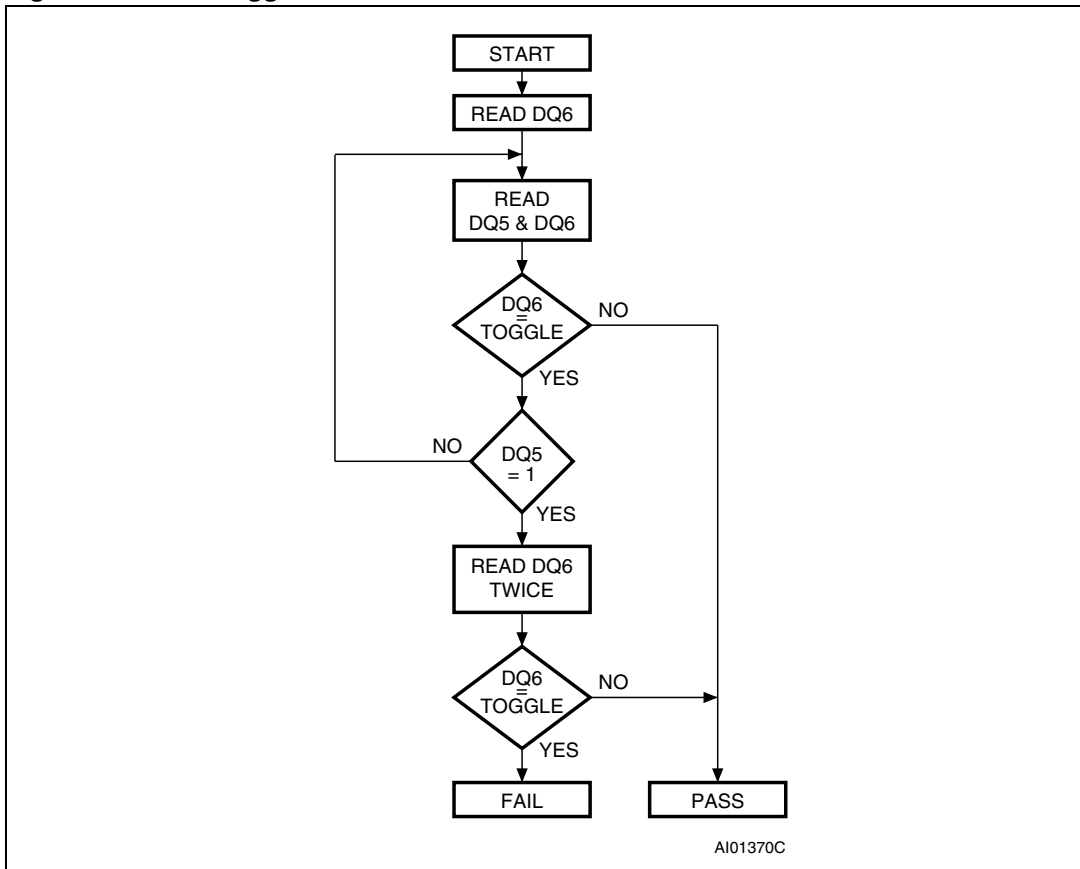 START
READ DQ6
READ
DQ5 & DQ6
DQ6
=
TOGGLE
NO
YES
NO
DQ5
= 1
YES
READ DQ6
TWICE
DQ6
=
TOGGLE
NO
YES
FAIL
PASS
AI01370C